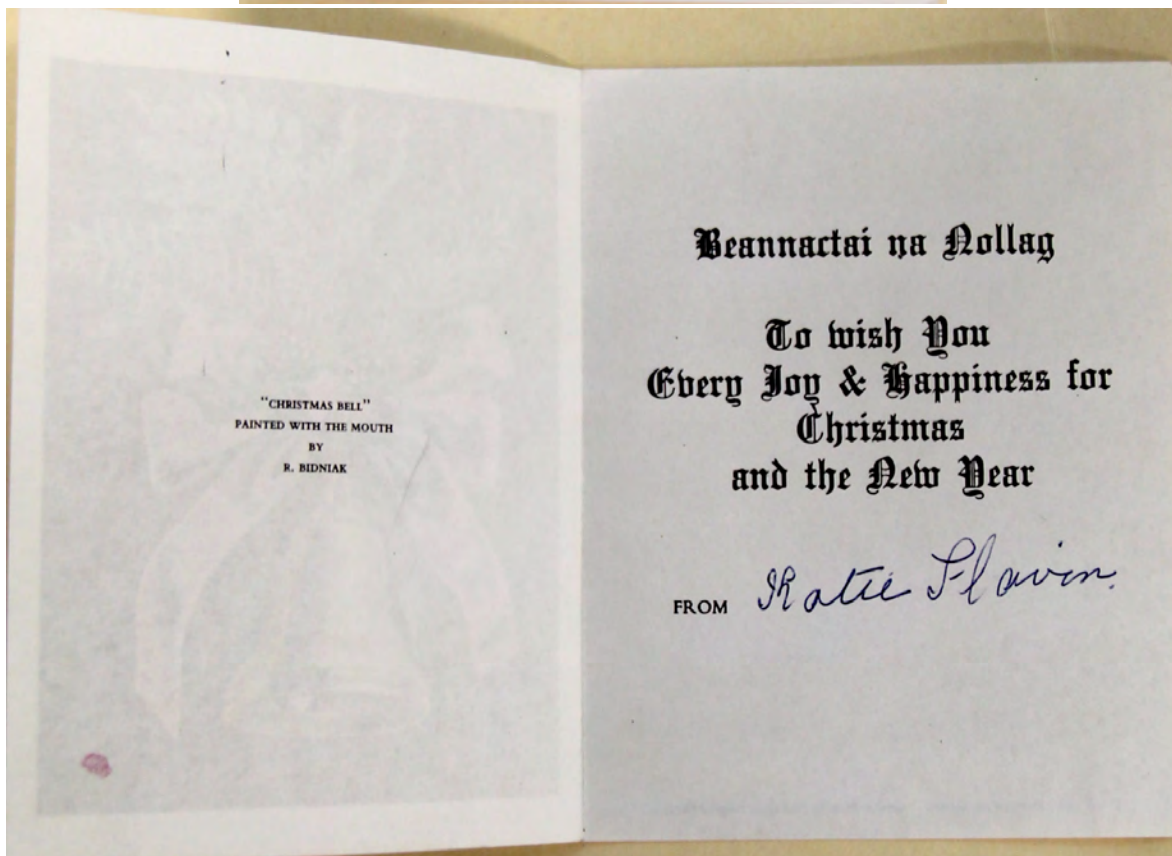 "CHRISTMAS BELL"
PAINTED WITH THE MOUTH
BY
R. BIDNIAK
Beannactai na Nollag
To wish You
Every Joy & Happiness for
Christmas
and the New Year
FROM Katie Flavin.